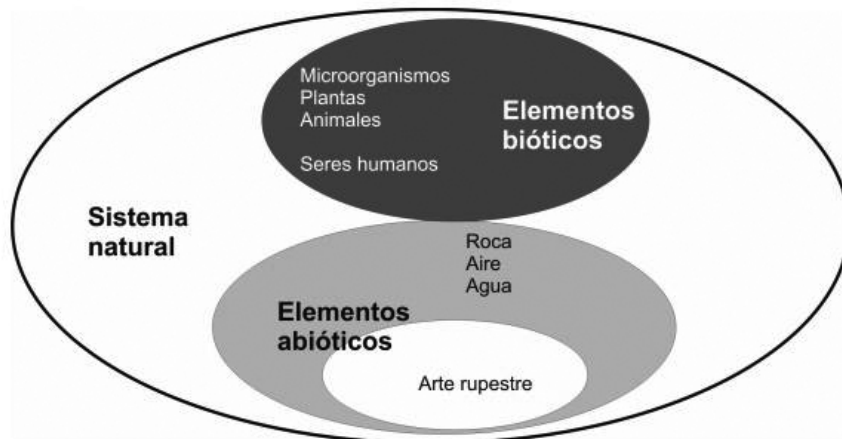 Microorganismos
Plantas
Animales
Seres humanos
Elementos
bióticos
Sistema
natural
Roca
Aire
Agua
Elementos
abióticos
Arte rupestre